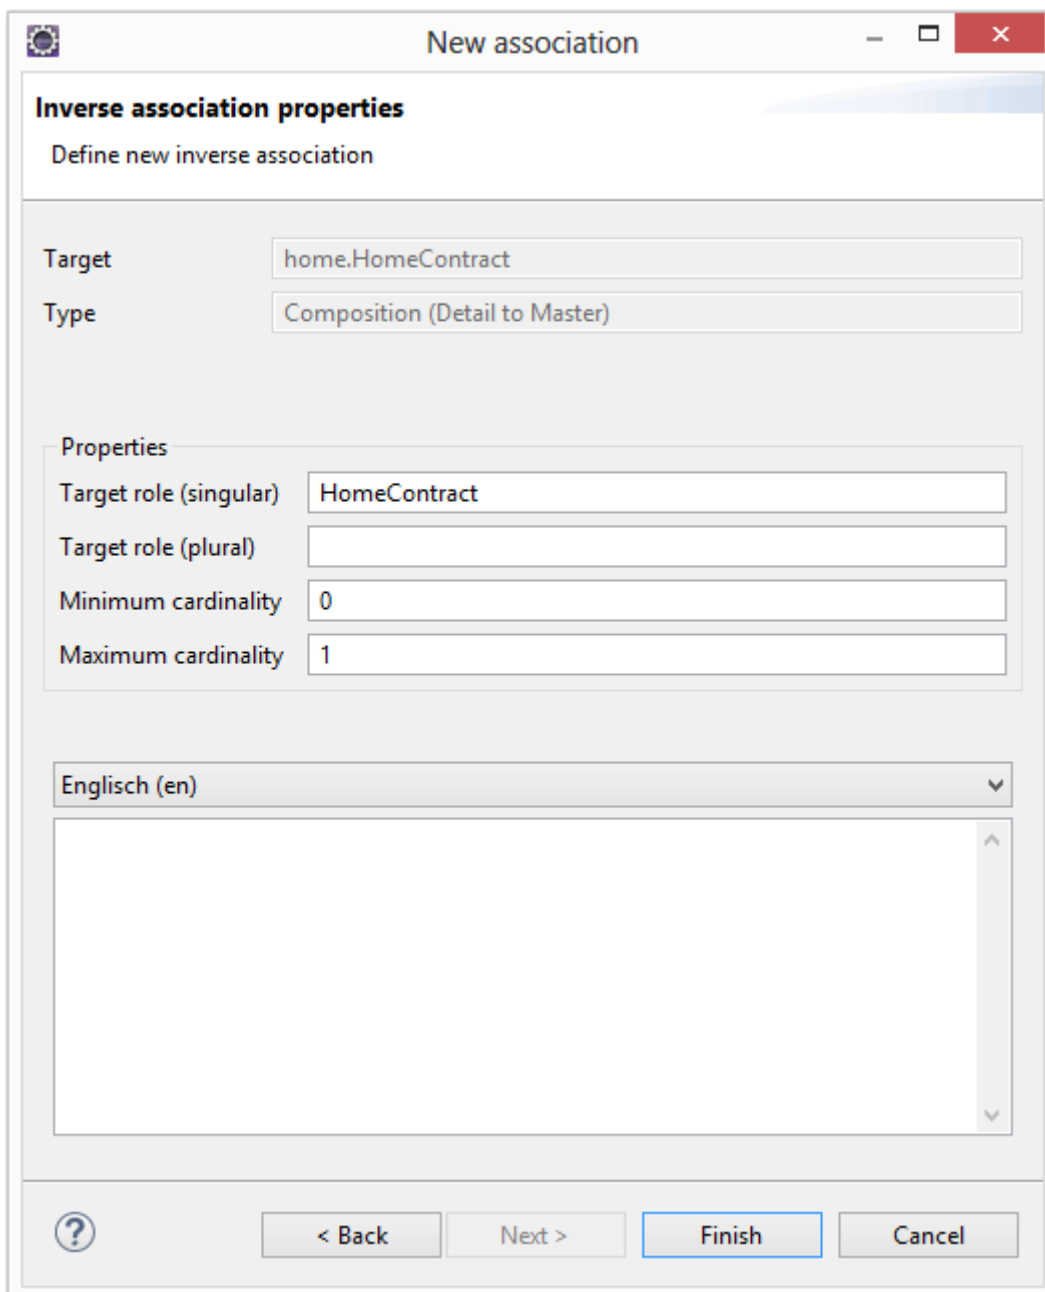 New association
Inverse association properties
Define new inverse association
Target home.HomeContract
Type Composition (Detail to Master)
Properties
Target role (singular) HomeContract
Target role (plural)
Minimum cardinality 0
Maximum cardinality 1
Englisch (en)
? < Back Next > Finish Cancel